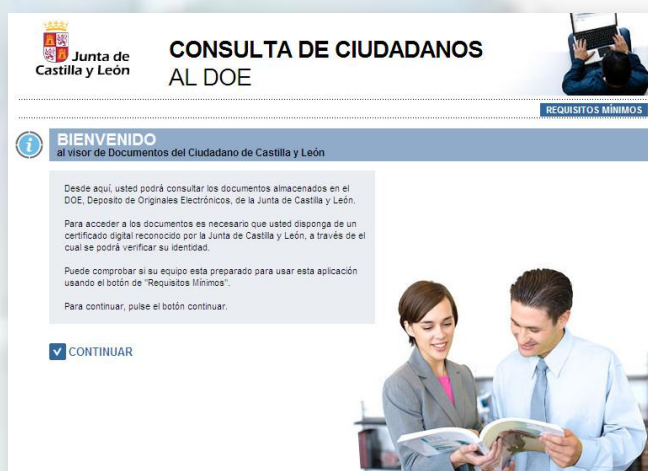 Junta de
Castilla y León
CONSULTA DE CIUDADANOS
AL DOE
REQUISITOS MÍNIMOS
BIENVENIDO
al visor de Documentos del Ciudadano de Castilla y León
Desde aquí, usted podrá consultar los documentos almacenados en el
DOE, Deposito de Originales Electrónicos, de la Junta de Castilla y León.
Para acceder a los documentos es necesario que usted disponga de un
certificado digital reconocido por la Junta de Castilla y León, a través de el
cual se podrá verificar su identidad.
Puede comprobar si su equipo esta preparado para usar esta aplicación
usando el botón de "Requisitos Mínimos".
Para continuar, pulse el botón continuar.
CONTINUAR